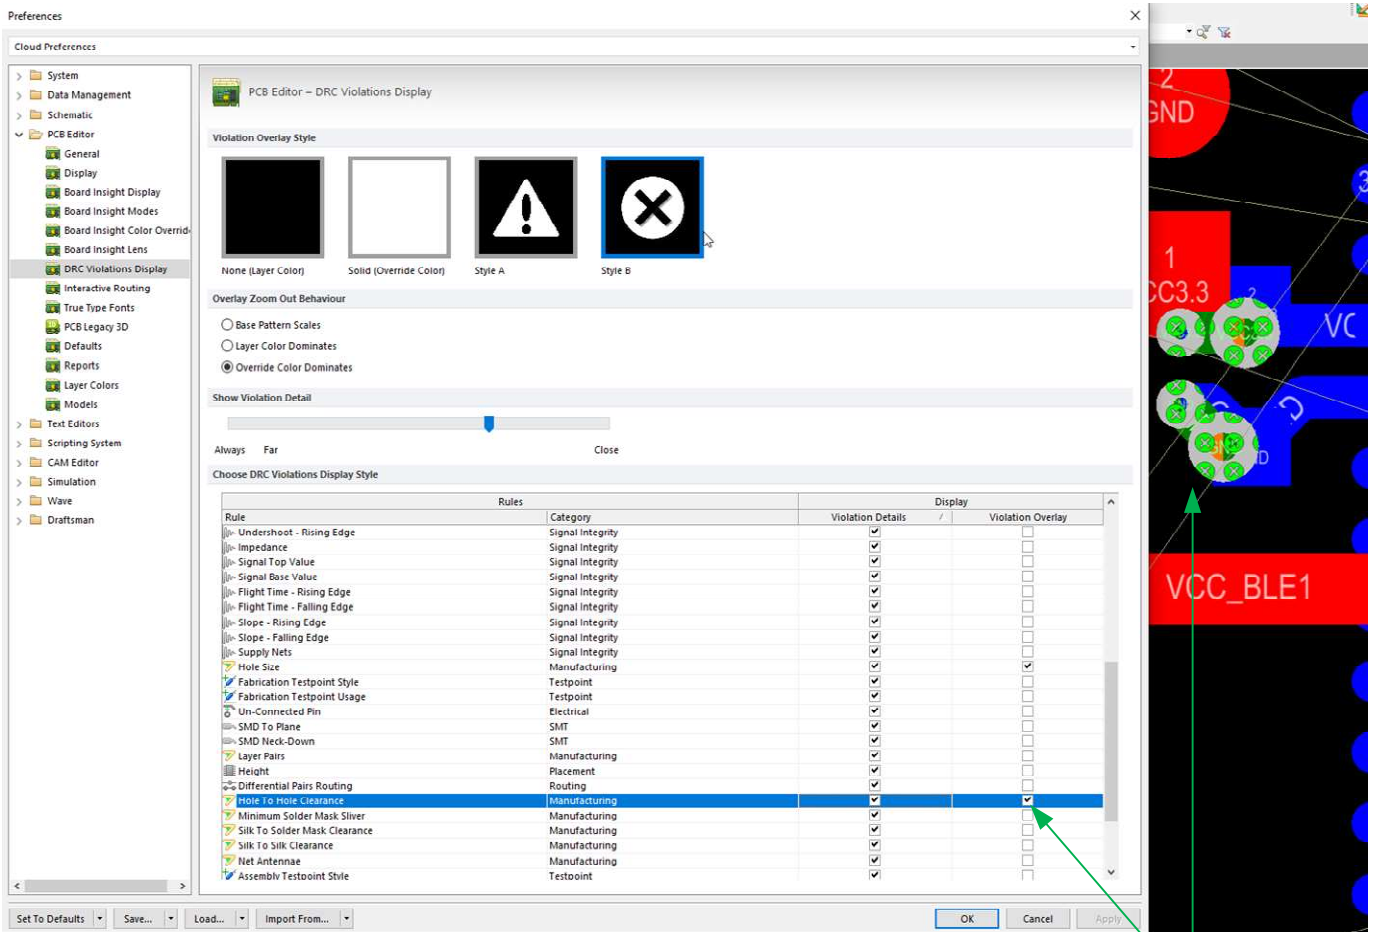 Preferences
Cloud Preferences
System
Data Management
Schematic
PCB Editor
General
Display
Board Insight Display
Board Insight Modes
Board Insight Color Overrid
Board Insight Lens
DRC Violations Display
Interactive Routing
True Type Fonts
PCB Legacy 3D
Defaults
Reports
Layer Colors
Models
Text Editors
Scripting System
CAM Editor
Simulation
Wave
Draftsman
PCB Editor – DRC Violations Display
Violation Overlay Style
None (Layer Color) Solid (Override Color) Style A Style B
Overlay Zoom Out Behaviour
Base Pattern Scales
Layer Color Dominates
Override Color Dominates
Show Violation Detail
Always Far Close
Choose DRC Violations Display Style
Rules Display
Rule Category Violation Details / Violation Overlay
Undershoot - Rising Edge Signal Integrity
Impedance Signal Integrity
Signal Top Value Signal Integrity
Signal Base Value Signal Integrity
Flight Time - Rising Edge Signal Integrity
Flight Time - Falling Edge Signal Integrity
Slope - Rising Edge Signal Integrity
Slope - Falling Edge Signal Integrity
Supply Nets Signal Integrity
Hole Size Manufacturing
Fabrication Testpoint Style Testpoint
Fabrication Testpoint Usage Testpoint
Un-Connected Pin Electrical
SMD To Plane SMT
SMD Neck-Down SMT
Layer Pairs Manufacturing
Height Placement
Differential Pairs Routing Routing
Hole To Hole Clearance Manufacturing
Minimum Solder Mask Sliver Manufacturing
Silk To Solder Mask Clearance Manufacturing
Silk To Silk Clearance Manufacturing
Net Antennae Manufacturing
Assembly Testpoint Style Testpoint
Set To Defaults Save... Load... Import From... OK Cancel Apply
2
GND
3
1
CC3.3
2
VC
G
D
VCC_BLE1